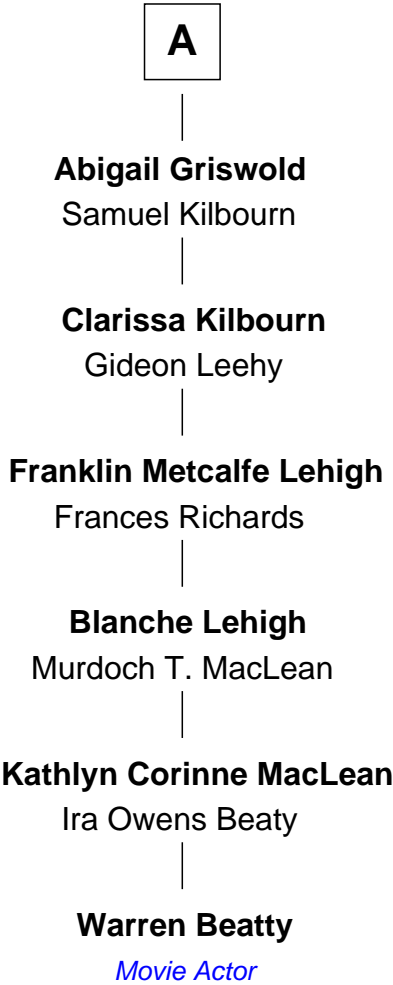 A
Abigail Griswold
Samuel Kilbourn
Clarissa Kilbourn
Gideon Leehy
Franklin Metcalfe Lehigh
Frances Richards
Blanche Lehigh
Murdoch T. MacLean
Kathlyn Corinne MacLean
Ira Owens Beaty
Warren Beatty
Movie Actor